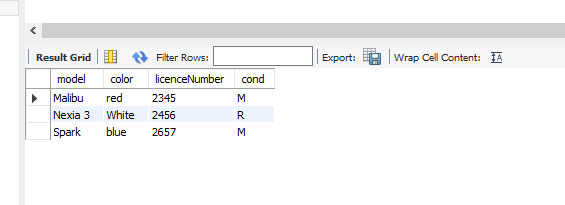 Result Grid Filter Rows: Export: Wrap Cell Content:
model color licenceNumber cond
Malibu red 2345 M
Nexia 3 White 2456 R
Spark blue 2657 M